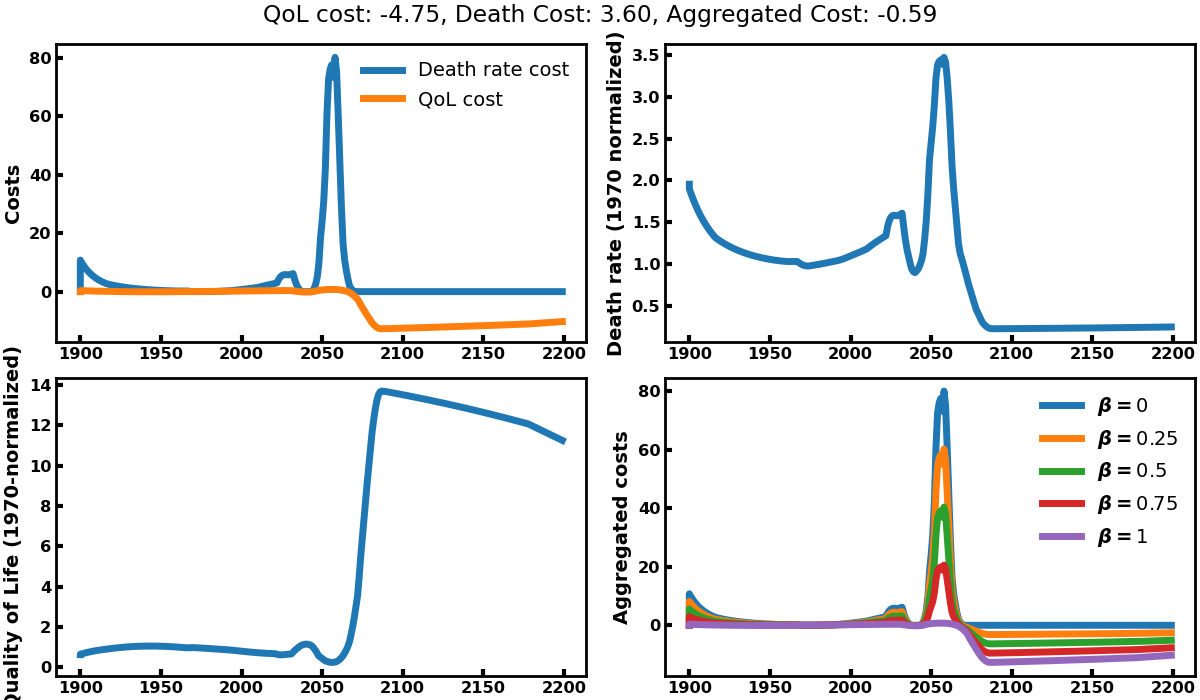 QoL cost: -4.75, Death Cost: 3.60, Aggregated Cost: -0.59
Costs
80
60
40
20
0
Death rate cost
QoL cost
1900 1950 2000 2050 2100 2150 2200
Death rate (1970 normalized)
3.5
3.0
2.5
2.0
1.5
1.0
0.5
1900 1950 2000 2050 2100 2150 2200
Quality of Life (1970-normalized)
14
12
10
8
6
4
2
0
1900 1950 2000 2050 2100 2150 2200
Aggregated costs
80
60
40
20
0
β = 0
β = 0.25
β = 0.5
β = 0.75
β = 1
1900 1950 2000 2050 2100 2150 2200